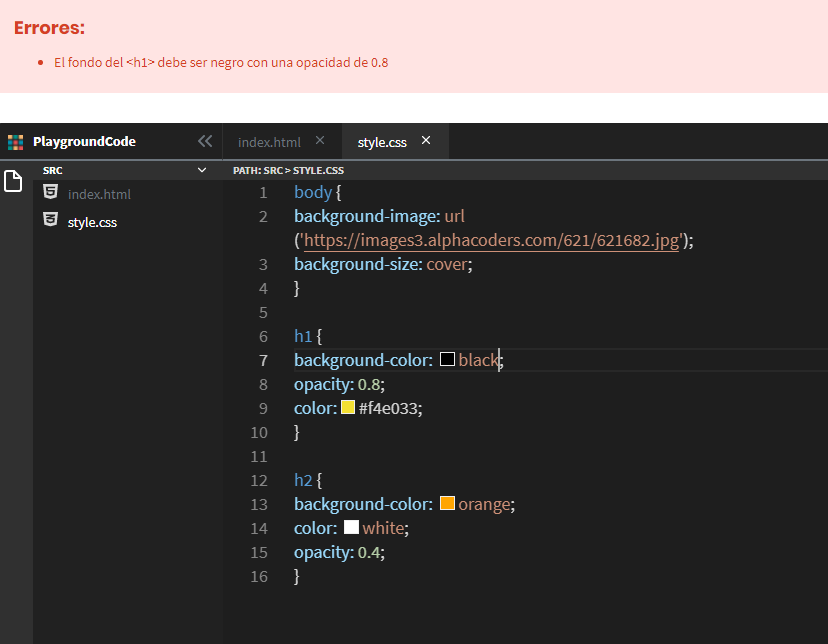 Errores:
• El fondo del <h1> debe ser negro con una opacidad de 0.8
PlaygroundCode
index.html
style.css
SRC
PATH: SRC > STYLE.CSS
index.html
style.css
1 body {
2 background-image: url
('https://images3.alphacoders.com/621/621682.jpg');
3 background-size: cover;
4 }
5
6 h1 {
7 background-color: black;
8 opacity: 0.8;
9 color: #f4e033;
10 }
11
12 h2 {
13 background-color: orange;
14 color: white;
15 opacity: 0.4;
16 }